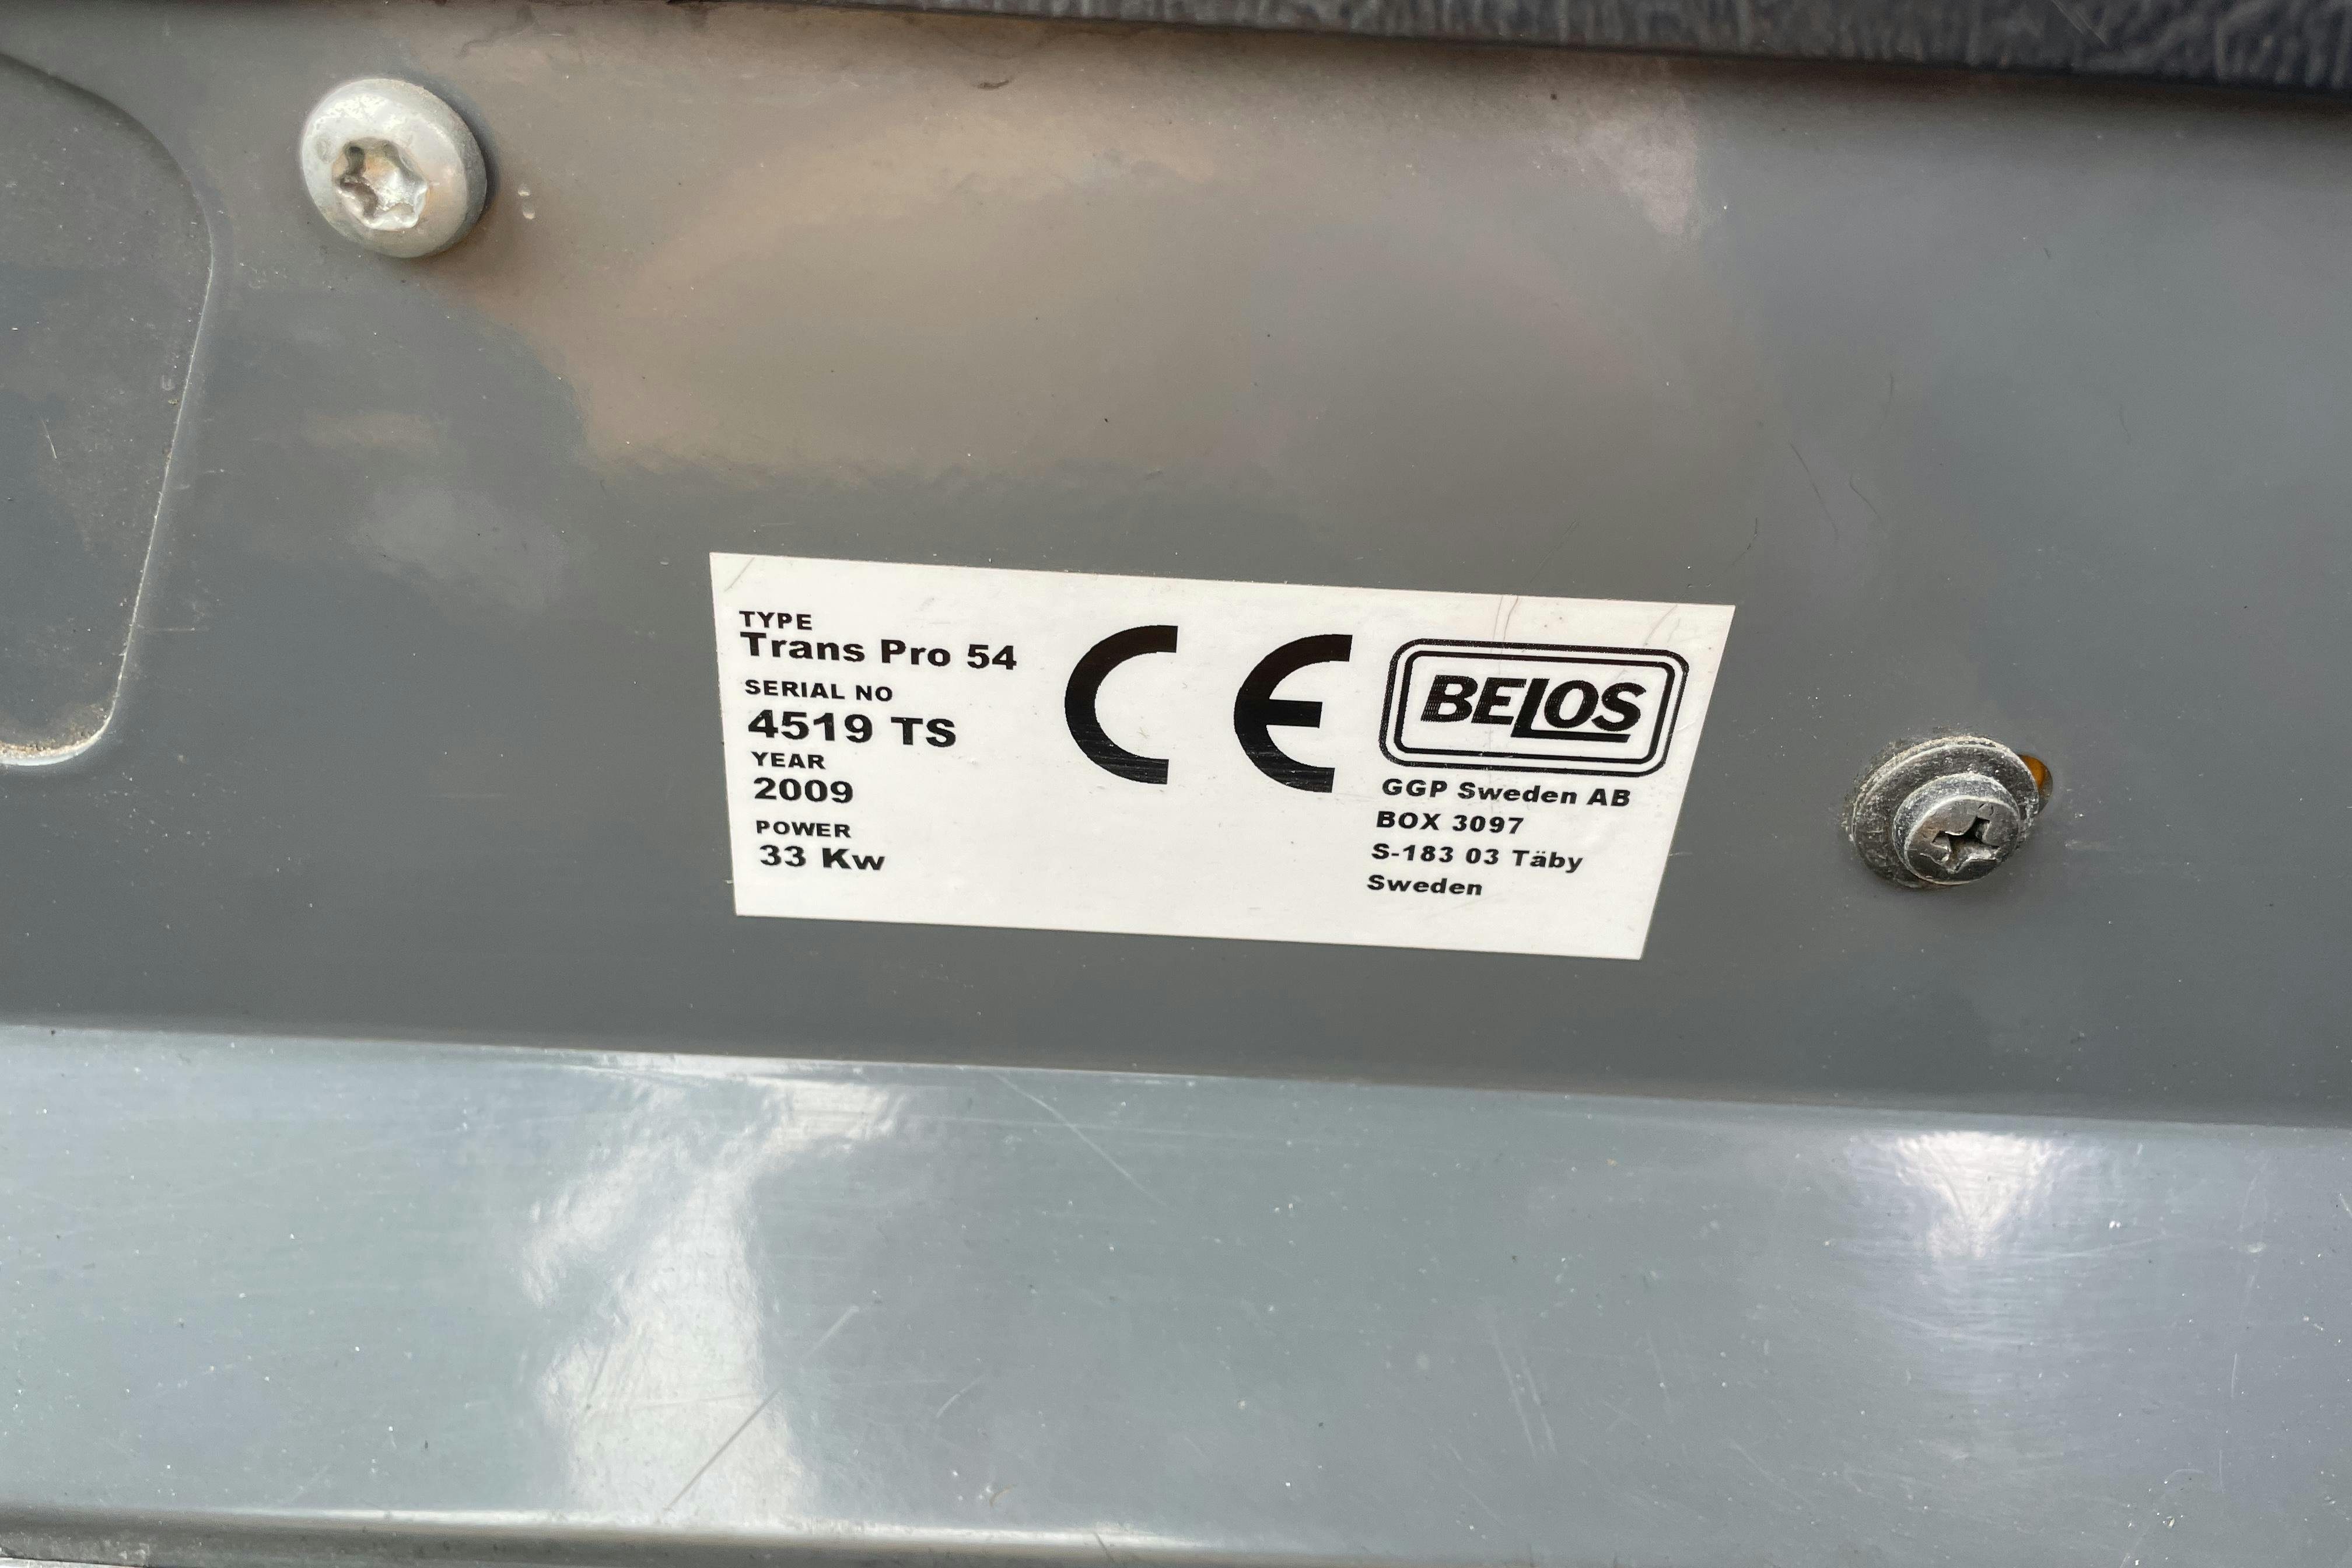 TYPE
Trans Pro 54
SERIAL NO
4519 TS
YEAR
2009
POWER
33 Kw
CE
BELOS
GGP Sweden AB
BOX 3097
S-183 03 Täby
Sweden